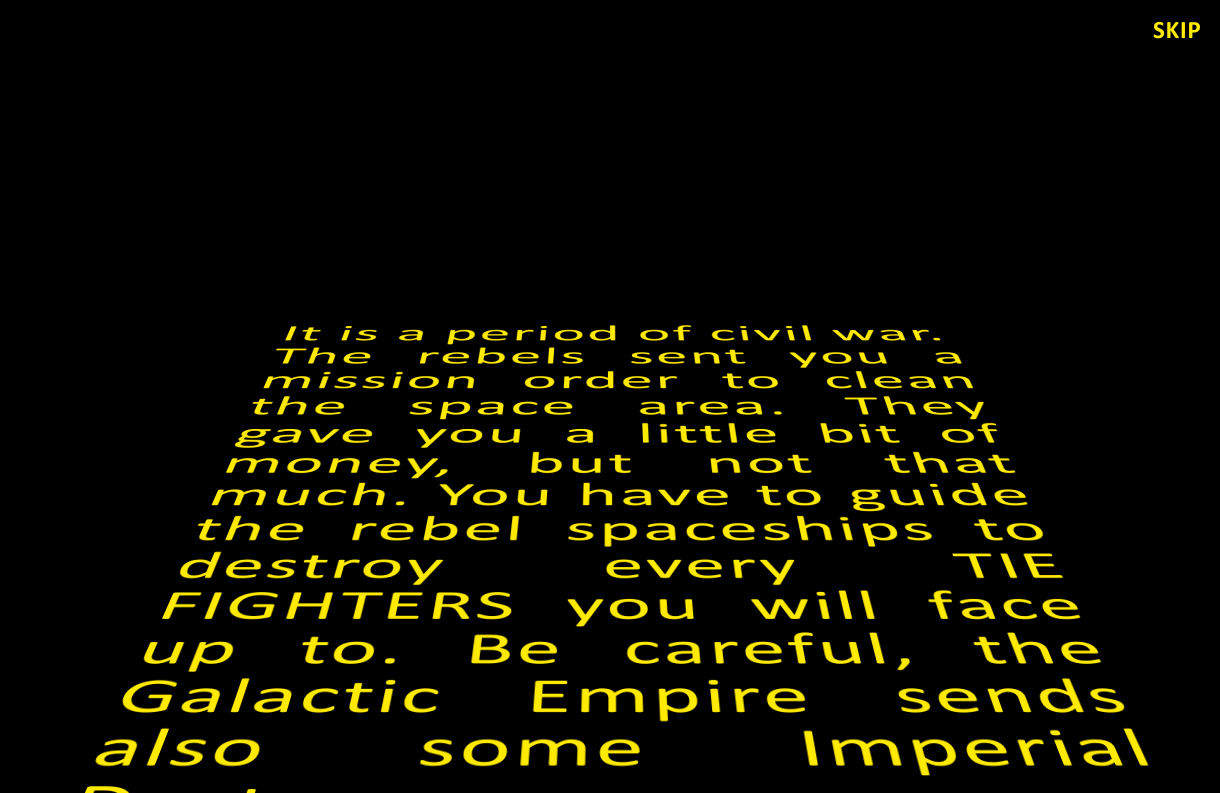 SKIP
It is a period of civil war.
The rebels sent you a
mission order to clean
the space area. They
gave you a little bit of
money, but not that
much. You have to guide
the rebel spaceships to
destroy every TIE
FIGHTERS you will face
up to. Be careful, the
Galactic Empire sends
also some Imperial